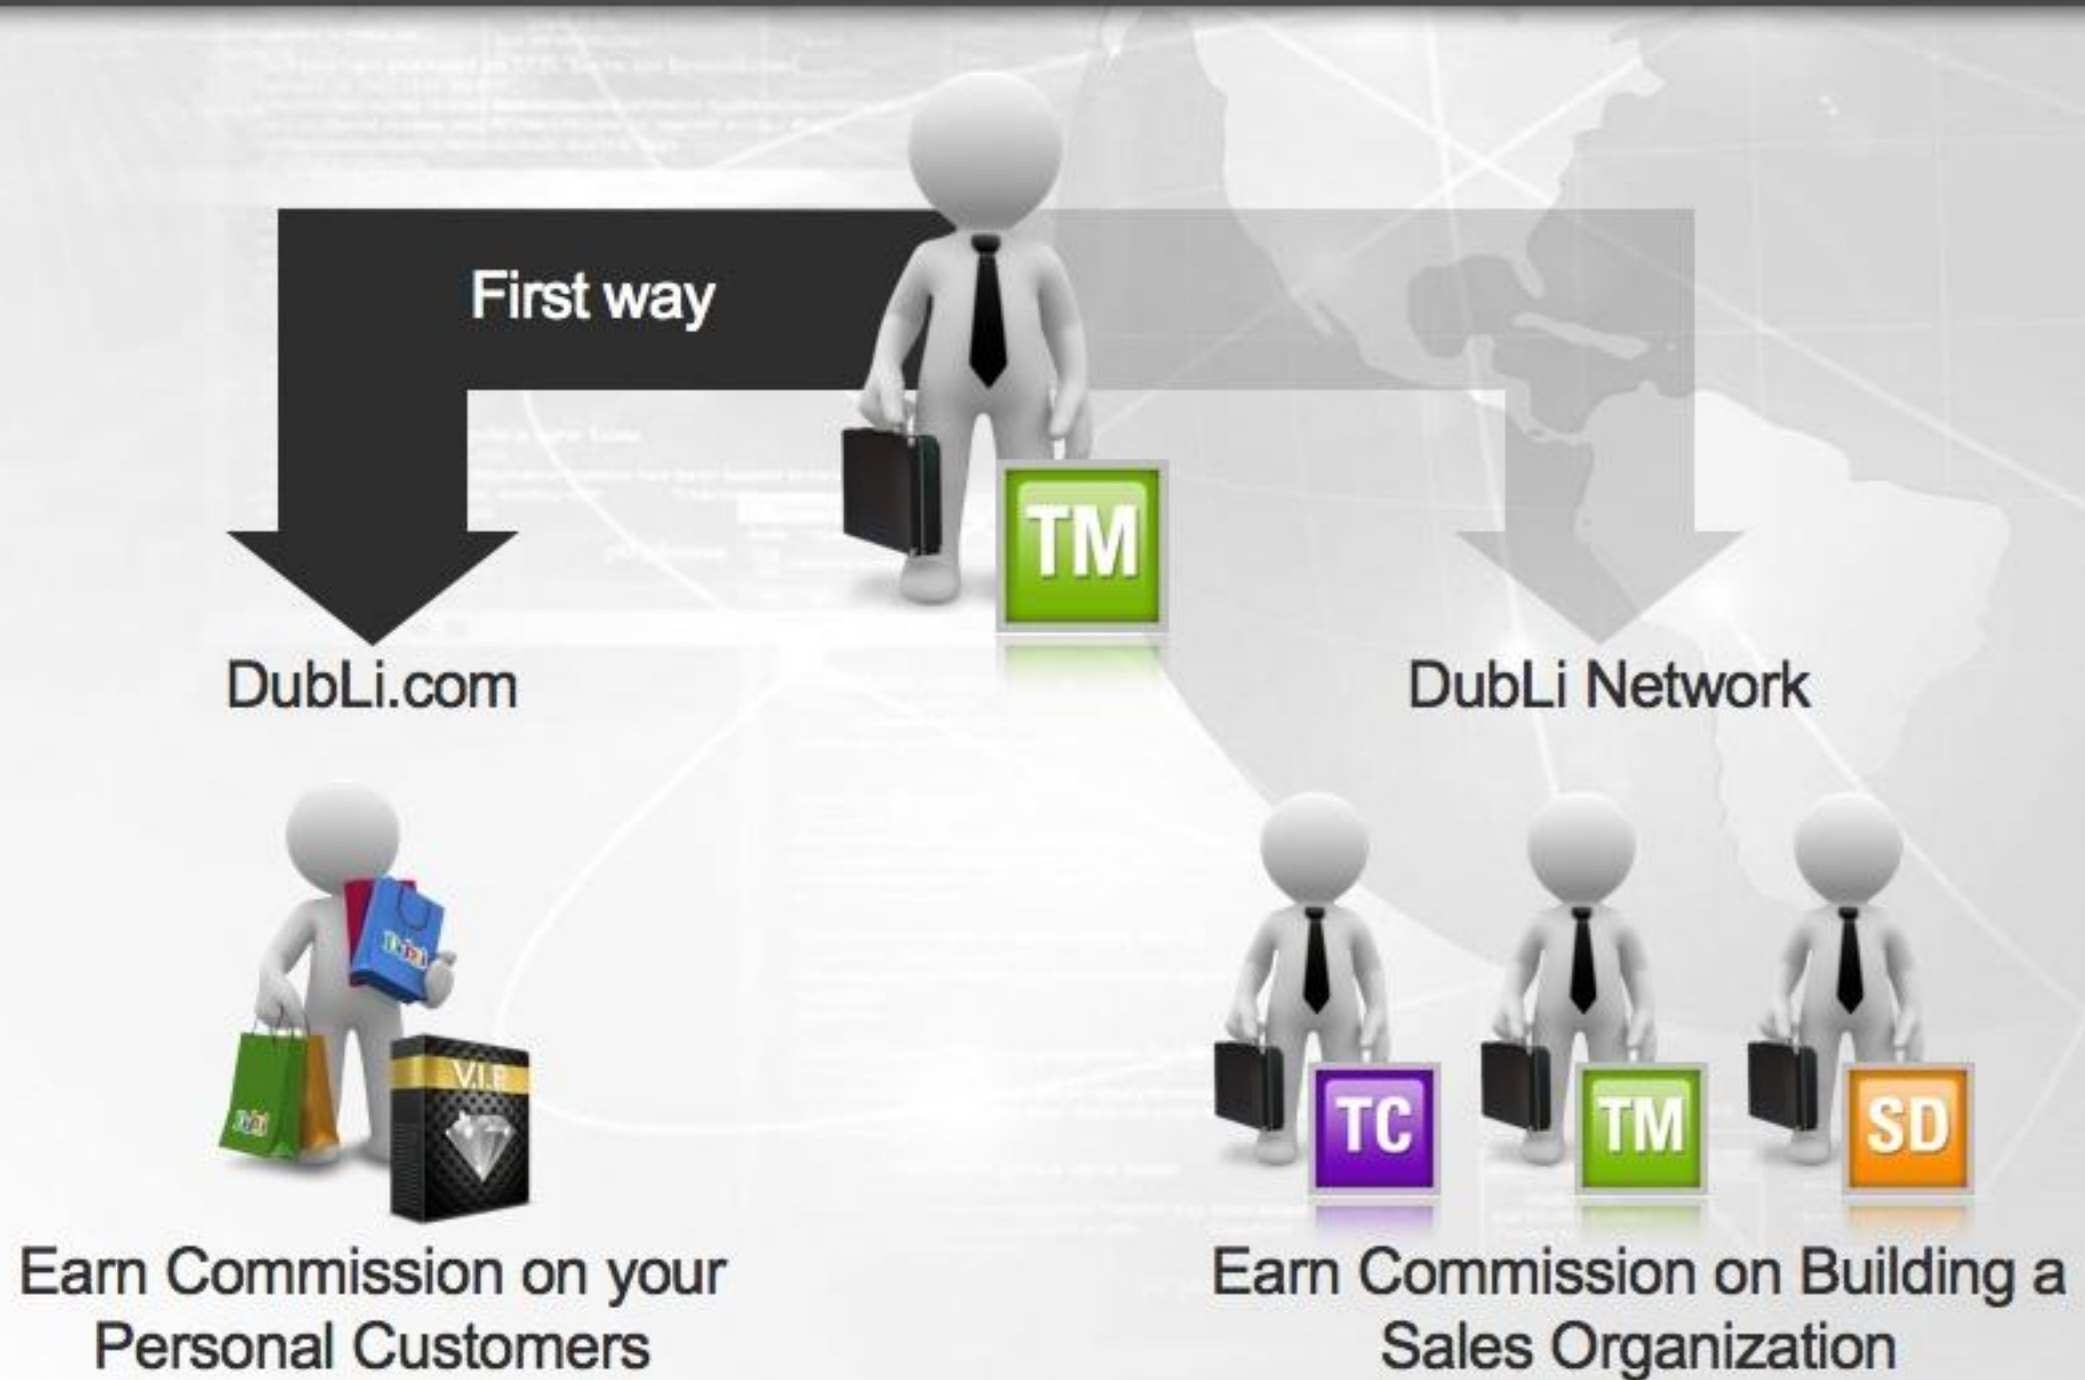 First way
TM
DubLi.com
DubLi Network
V.I.P
TC
TM
SD
Earn Commission on your
Personal Customers
Earn Commission on Building a
Sales Organization